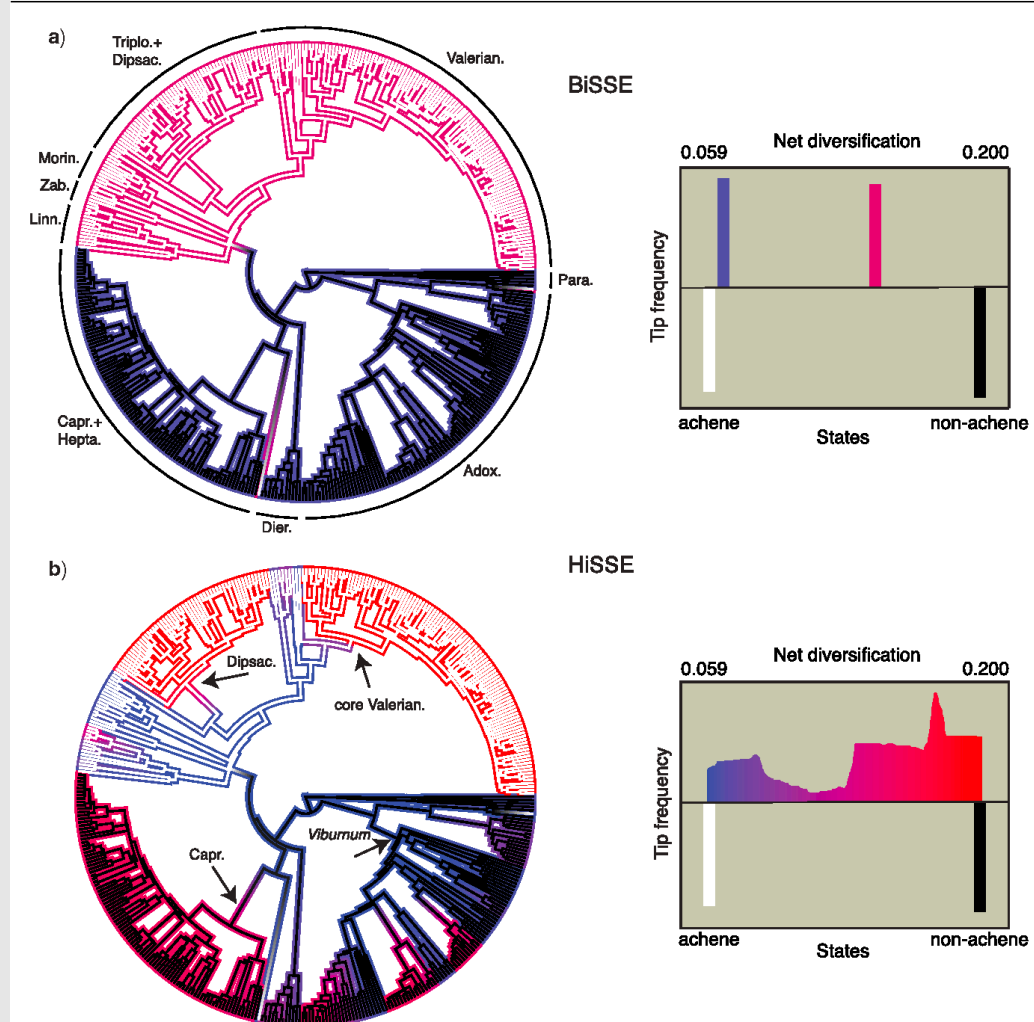 a)
Triplo.+
Dipsac.
Valerian.
Morin.
Zab.
Linn.
Para.
Capr.+
Hepta.
Adox.
Dier.
BiSSE
Net diversification
0.059
0.200
Tip frequency
achene
non-achene
States
b)
Dipsac.
core Valerian.
Viburnum
Capr.
HiSSE
Net diversification
0.059
0.200
Tip frequency
achene
non-achene
States